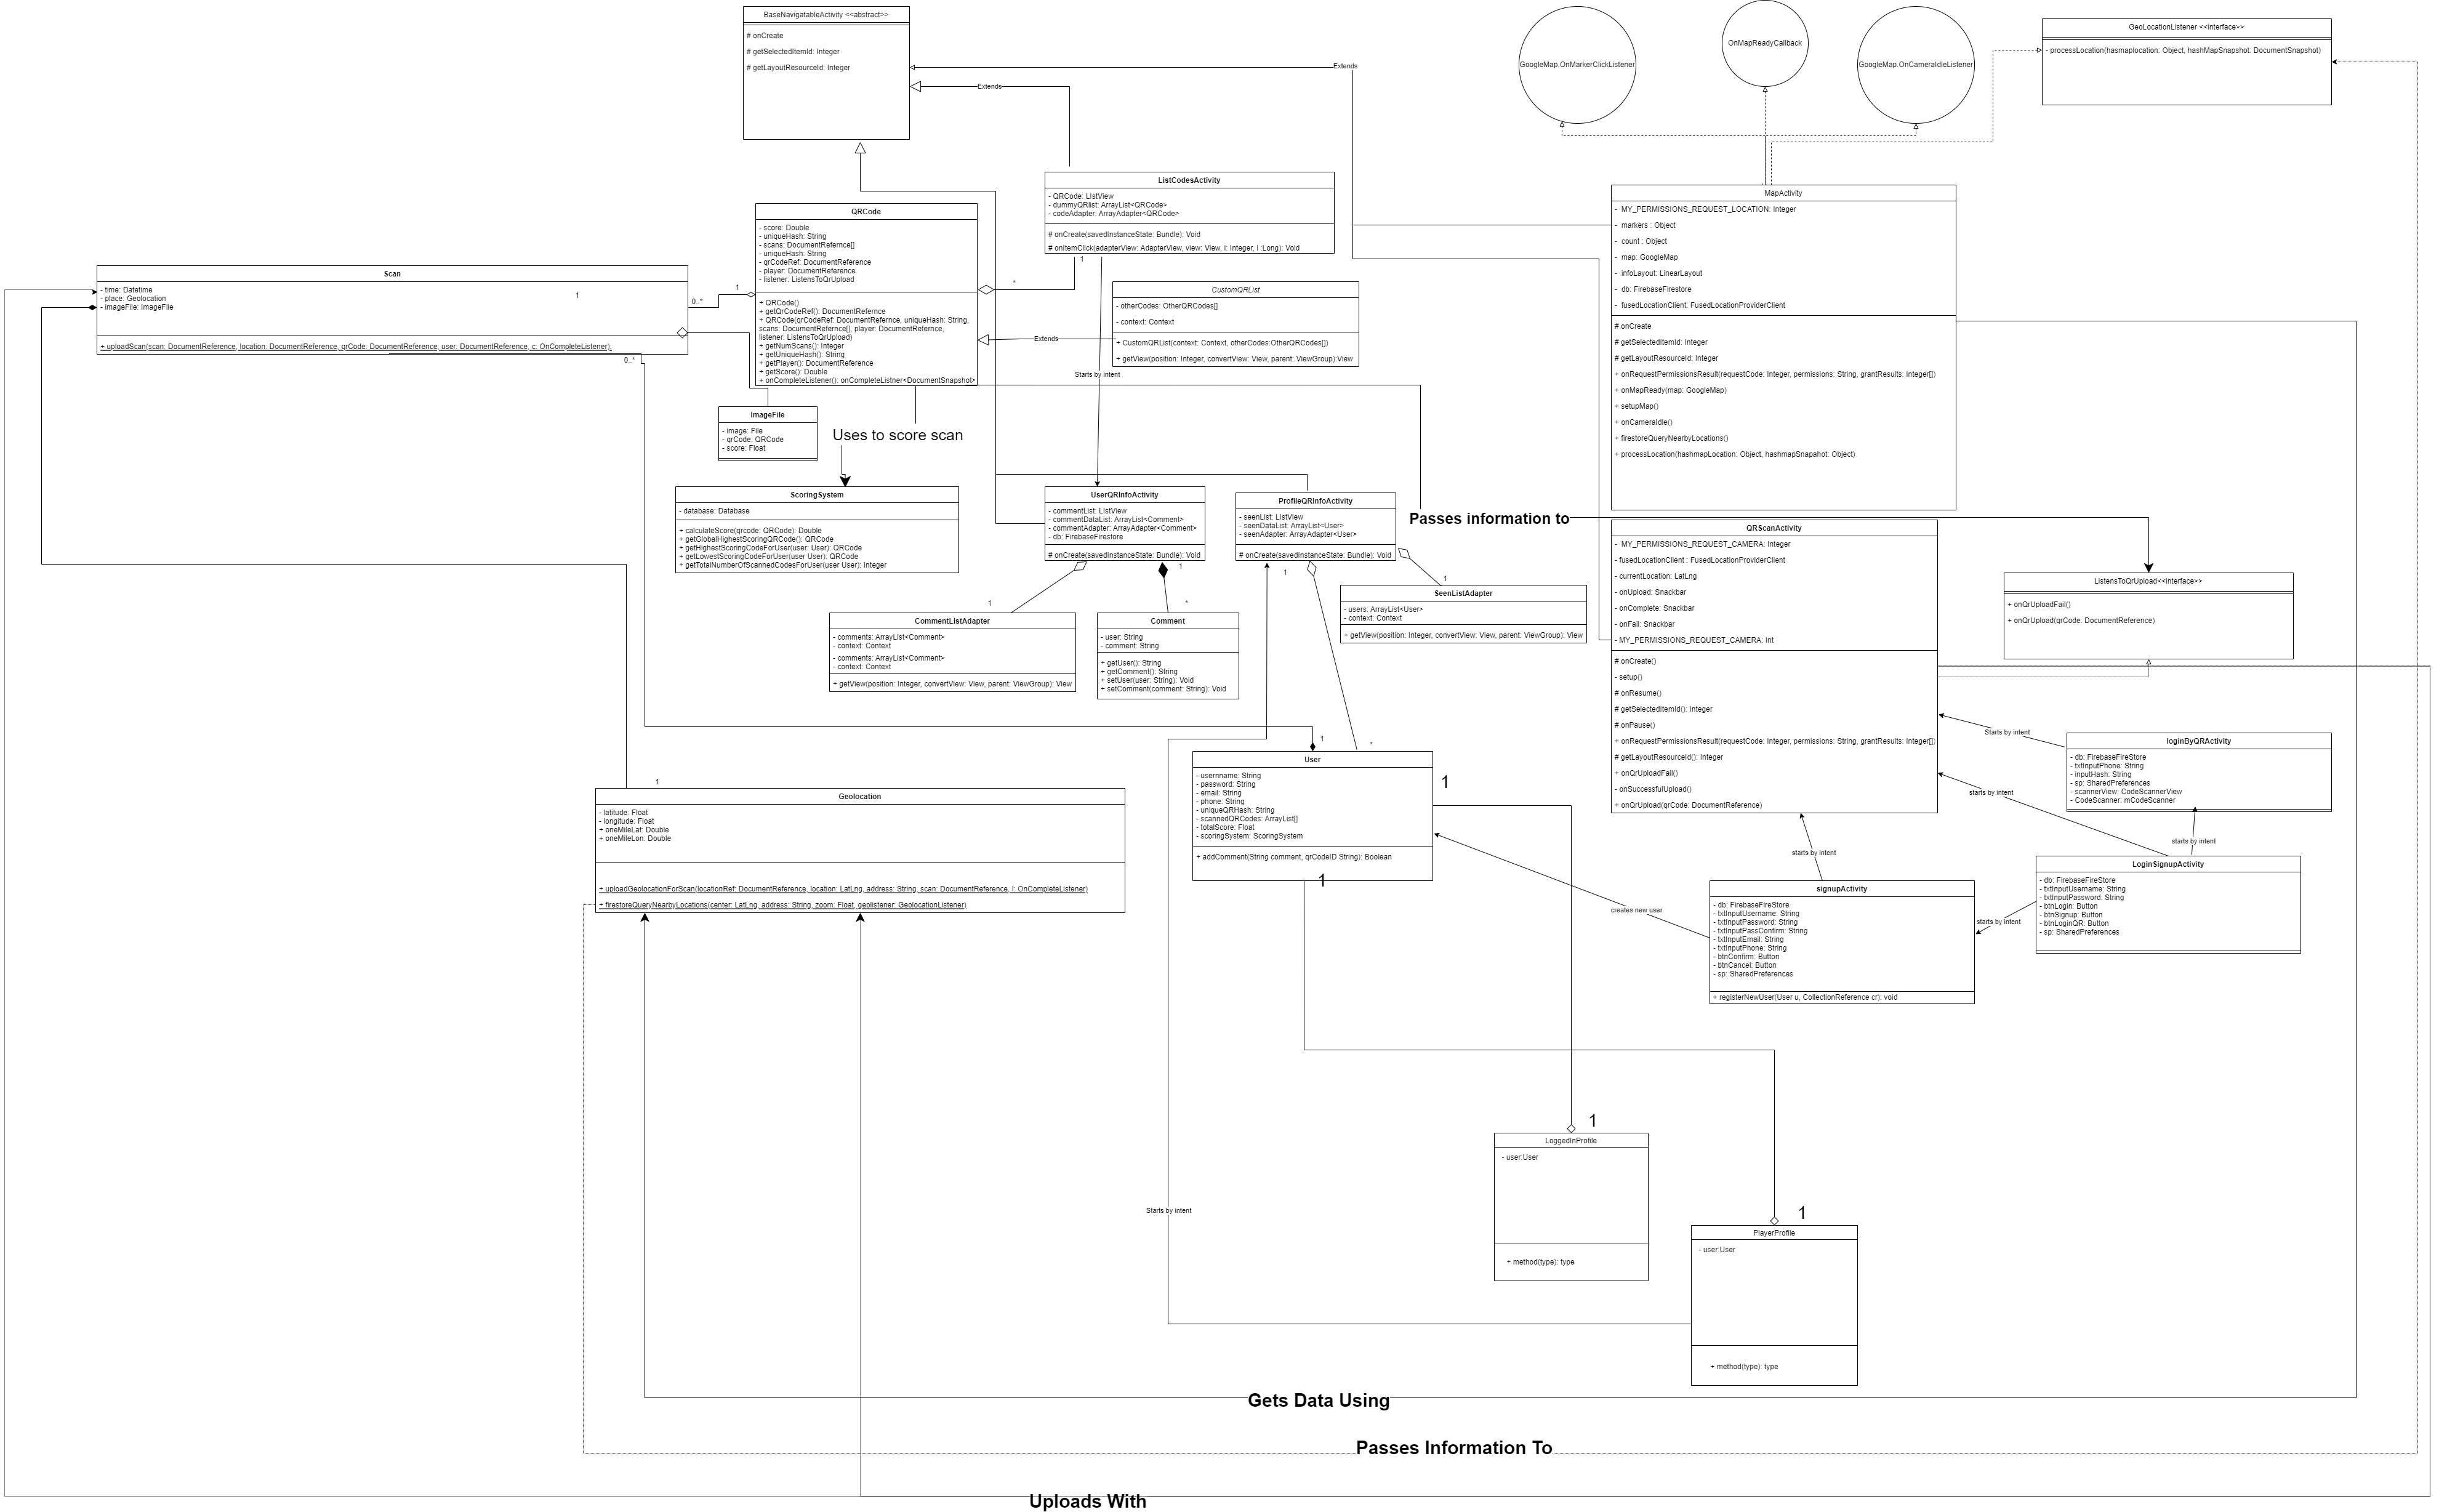 BaseNavigatableActivity <<abstract>>
# onCreate
# getSelectedItemId: Integer
# getLayoutResourceId: Integer
Extends
Extends
GoogleMap.OnMarkerClickListener
OnMapReadyCallback
GoogleMap.OnCameraIdleListener
GeoLocationListener <<interface>>
- processLocation(hasmaplocation: Object, hashMapSnapshot: DocumentSnapshot)
ListCodesActivity
- QRCode: LIstView
- dummyQRlist: ArrayList<QRCode>
- codeAdapter: ArrayAdapter<QRCode>
# onCreate(savedInstanceState: Bundle): Void
# onItemClick(adapterView: AdapterView, view: View, i: Integer, l :Long): Void
1
*
MapActivity
- MY_PERMISSIONS_REQUEST_LOCATION: Integer
- markers : Object
- count : Object
- map: GoogleMap
- infoLayout: LinearLayout
- db: FirebaseFirestore
- fusedLocationClient: FusedLocationProviderClient
# onCreate
# getSelectedItemId: Integer
# getLayoutResourceId: Integer
+ onRequestPermissionsResult(requestCode: Integer, permissions: String, grantResults: Integer[])
+ onMapReady(map: GoogleMap)
+ setupMap()
+ onCameraIdle()
+ firestoreQueryNearbyLocations()
+ processLocation(hashmapLocation: Object, hashmapSnapahot: Object)
QRCode
- score: Double
- uniqueHash: String
- scans: DocumentRefernce[]
- uniqueHash: String
- qrCodeRef: DocumentReference
- player: DocumentReference
- listener: ListensToQrUpload
+ QRCode()
+ getQrCodeRef(): DocumentRefernce
+ QRCode(qrCodeRef: DocumentRefernce, uniqueHash: String,
scans: DocumentRefernce[], player: DocumentRefernce,
listener: ListensToQrUpload)
+ getNumScans(): Integer
+ getUniqueHash(): String
+ getPlayer(): DocumentReference
+ getScore(): Double
+ onCompleteListener(): onCompleteListner<DocumentSnapshot>
Scan
- time: Datetime
- place: Geolocation
- imageFile: ImageFile
1
+ uploadScan(scan: DocumentReference, location: DocumentReference, qrCode: DocumentReference, user: DocumentReference, c: OnCompleteListener):
0..*
1
0..*
CustomQRList
- otherCodes: OtherQRCodes[]
- context: Context
+ CustomQRList(context: Context, otherCodes:OtherQRCodes[])
+ getView(position: Integer, convertView: View, parent: ViewGroup):View
Extends
Starts by intent
ImageFile
- image: File
- qrCode: QRCode
- score: Float
Uses to score scan
ScoringSystem
- database: Database
+ calculateScore(qrcode: QRCode): Double
+ getGlobalHighestScoringQRCode(): QRCode
+ getHighestScoringCodeForUser(user: User): QRCode
+ getLowestScoringCodeForUser(user User): QRCode
+ getTotalNumberOfScannedCodesForUser(user User): Integer
UserQRInfoActivity
- commentList: LIstView
- commentDataList: ArrayList<Comment>
- commentAdapter: ArrayAdapter<Comment>
- db: FirebaseFirestore
# onCreate(savedInstanceState: Bundle): Void
ProfileQRInfoActivity
- seenList: LIstView
- seenDataList: ArrayList<User>
- seenAdapter: ArrayAdapter<User>
# onCreate(savedInstanceState: Bundle): Void
Passes information to
1
*
1
1
1
SeenListAdapter
- users: ArrayList<User>
- context: Context
+ getView(position: Integer, convertView: View, parent: ViewGroup): View
CommentListAdapter
- comments: ArrayList<Comment>
- context: Context
- comments: ArrayList<Comment>
- context: Context
+ getView(position: Integer, convertView: View, parent: ViewGroup): View
Comment
- user: String
- comment: String
+ getUser(): String
+ getComment(): String
+ setUser(user: String): Void
+ setComment(comment: String): Void
QRScanActivity
- MY_PERMISSIONS_REQUEST_CAMERA: Integer
- fusedLocationClient : FusedLocationProviderClient
- currentLocation: LatLng
- onUpload: Snackbar
- onComplete: Snackbar
- onFail: Snackbar
- MY_PERMISSIONS_REQUEST_CAMERA: Int
# onCreate()
- setup()
# onResume()
# getSelectedItemId(): Integer
# onPause()
+ onRequestPermissionsResult(requestCode: Integer, permissions: String, grantResults: Integer[])
# getLayoutResourceId(): Integer
+ onQrUploadFail()
- onSuccessfulUpload()
+ onQrUpload(qrCode: DocumentReference)
ListensToQrUpload<<interface>>
+ onQrUploadFail()
+ onQrUpload(qrCode: DocumentReference)
Starts by intent
loginByQRActivity
- db: FirebaseFireStore
- txtInputPhone: String
- inputHash: String
- sp: SharedPreferences
- scannerView: CodeScannerView
- CodeScanner: mCodeScanner
starts by intent
starts by intent
starts by intent
LoginSignupActivity
- db: FirebaseFireStore
- txtInputUsername: String
- txtInputPassword: String
- btnLogin: Button
- btnSignup: Button
- btnLoginQR: Button
- sp: SharedPreferences
starts by intent
signupActivity
- db: FirebaseFireStore
- txtInputUsername: String
- txtInputPassword: String
- txtInputPassConfirm: String
- txtInputEmail: String
- txtInputPhone: String
- btnConfirm: Button
- btnCancel: Button
- sp: SharedPreferences
+ registerNewUser(User u, CollectionReference cr): void
creates new user
1
*
User
- usernname: String
- password: String
- email: String
- phone: String
- uniqueQRHash: String
- scannedQRCodes: ArrayList[]
- totalScore: Float
- scoringSystem: ScoringSystem
+ addComment(String comment, qrCodeID String): Boolean
1
1
1
Geolocation
- latitude: Float
- longitude: Float
+ oneMileLat: Double
+ oneMileLon: Double
+ uploadGeolocationForScan(locationRef: DocumentReference, location: LatLng, address: String, scan: DocumentReference, l: OnCompleteListener)
+ firestoreQueryNearbyLocations(center: LatLng, address: String, zoom: Float, geolistener: GeolocationListener)
1
LoggedInProfile
- user:User
+ method(type): type
1
PlayerProfile
- user:User
+ method(type): type
Starts by intent
Gets Data Using
Passes Information To
Uploads With